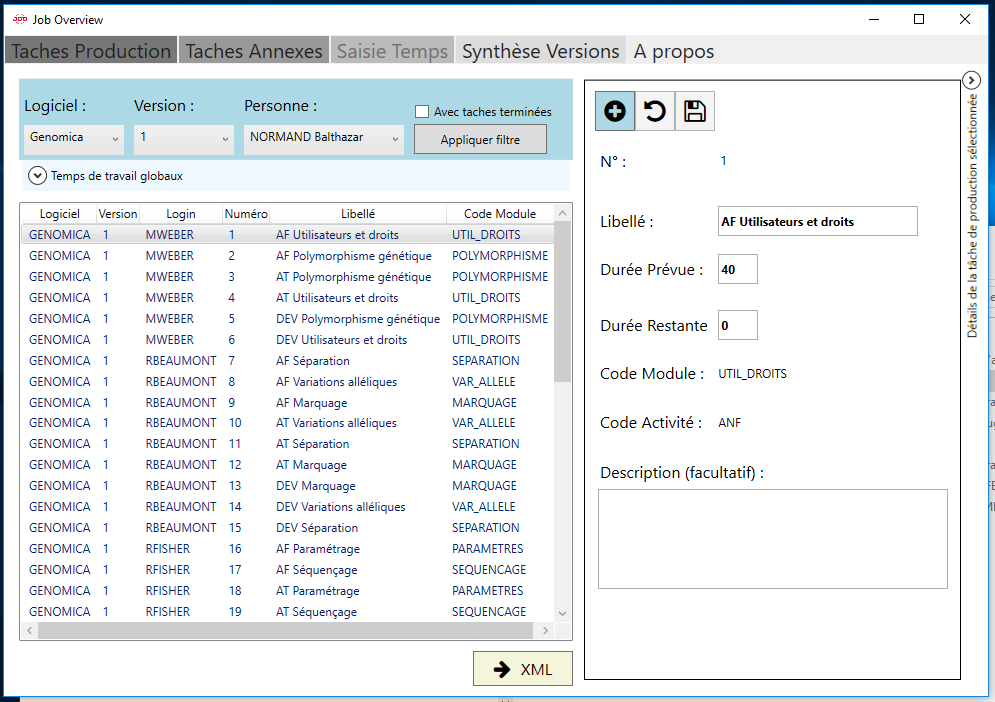 Job Overview
Taches Production Taches Annexes Saisie Temps Synthèse Versions A propos
Logiciel : Version : Personne :
Avec taches terminées
Genomica 1 NORMAND Balthazar
Appliquer filtre
Temps de travail globaux
Logiciel Version Login Numéro Libellé Code Module
GENOMICA 1 MWEBER 1 AF Utilisateurs et droits UTIL_DROITS
GENOMICA 1 MWEBER 2 AF Polymorphisme génétique POLYMORPHISME
GENOMICA 1 MWEBER 3 AT Polymorphisme génétique POLYMORPHISME
GENOMICA 1 MWEBER 4 AT Utilisateurs et droits UTIL_DROITS
GENOMICA 1 MWEBER 5 DEV Polymorphisme génétique POLYMORPHISME
GENOMICA 1 MWEBER 6 DEV Utilisateurs et droits UTIL_DROITS
GENOMICA 1 RBEAUMONT 7 AF Séparation SEPARATION
GENOMICA 1 RBEAUMONT 8 AF Variations alléliques VAR_ALLELE
GENOMICA 1 RBEAUMONT 9 AF Marquage MARQUAGE
GENOMICA 1 RBEAUMONT 10 AT Variations alléliques VAR_ALLELE
GENOMICA 1 RBEAUMONT 11 AT Séparation SEPARATION
GENOMICA 1 RBEAUMONT 12 AT Marquage MARQUAGE
GENOMICA 1 RBEAUMONT 13 DEV Marquage MARQUAGE
GENOMICA 1 RBEAUMONT 14 DEV Variations alléliques VAR_ALLELE
GENOMICA 1 RBEAUMONT 15 DEV Séparation SEPARATION
GENOMICA 1 RFISHER 16 AF Paramétrage PARAMETRES
GENOMICA 1 RFISHER 17 AF Séquençage SEQUENCAGE
GENOMICA 1 RFISHER 18 AT Paramétrage PARAMETRES
GENOMICA 1 RFISHER 19 AT Séquençage SEQUENCAGE
XML
N° : 1
Libellé : AF Utilisateurs et droits
Durée Prévue : 40
Durée Restante 0
Code Module : UTIL_DROITS
Code Activité : ANF
Description (facultatif) :
Détails de la tâche de production sélectionnée